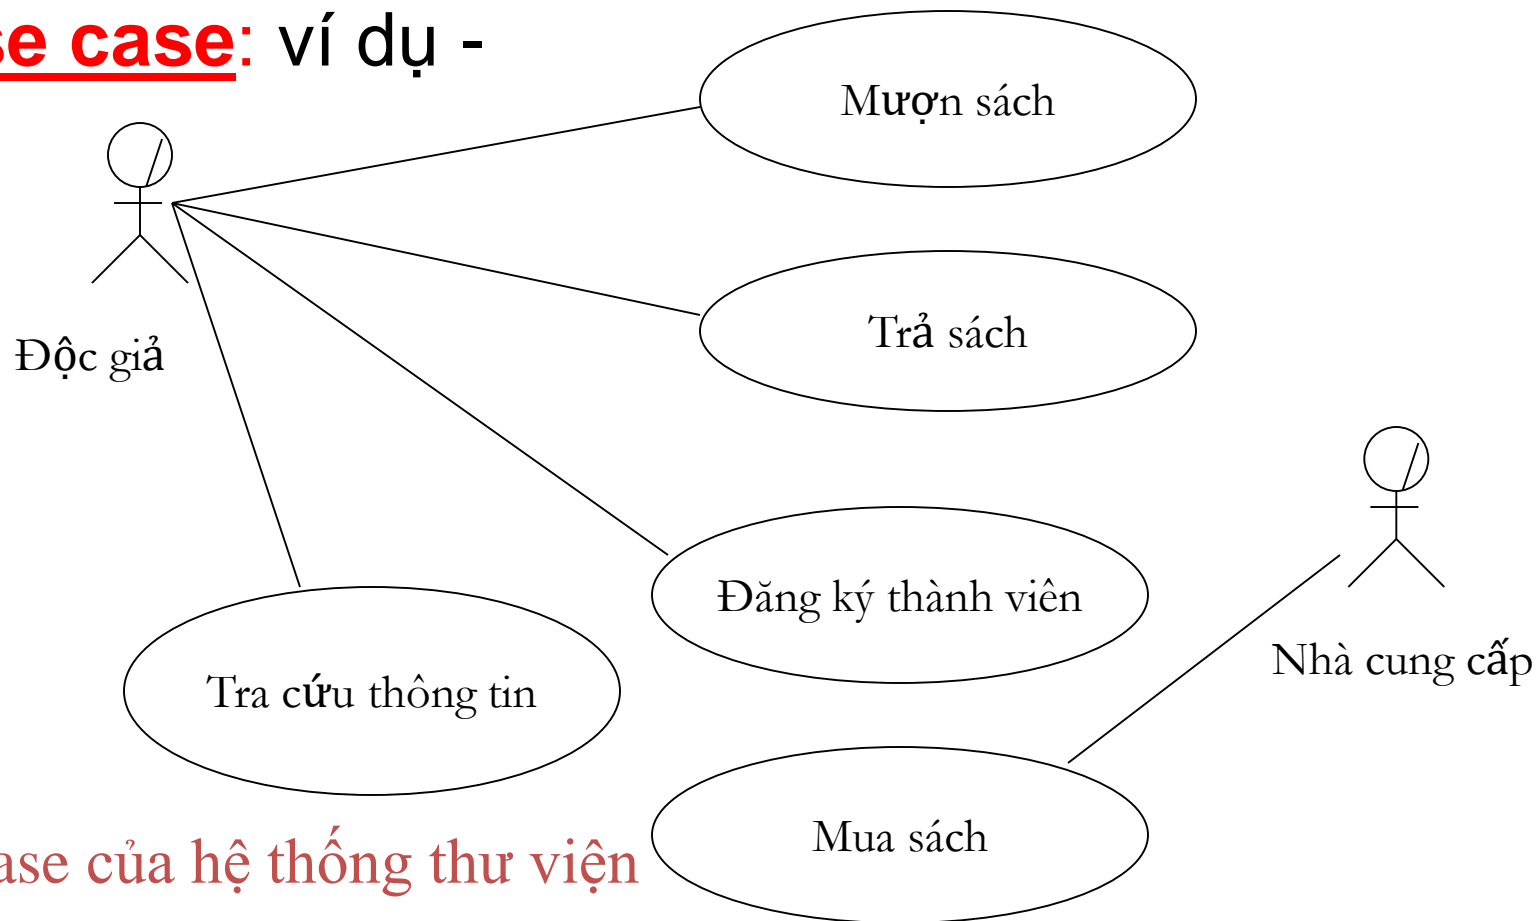 se case: ví dụ -
Mượn sách
Trả sách
Độc giả
Đăng ký thành viên
Nhà cung cấp
Tra cứu thông tin
Mua sách
ase của hệ thống thư viện